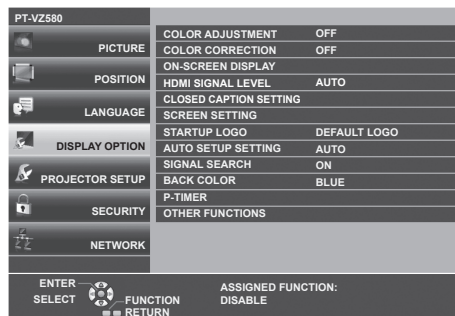 PT-VZ580
PICTURE
POSITION
LANGUAGE
DISPLAY OPTION
PROJECTOR SETUP
SECURITY
NETWORK
COLOR ADJUSTMENT OFF
COLOR CORRECTION OFF
ON-SCREEN DISPLAY
HDMI SIGNAL LEVEL AUTO
CLOSED CAPTION SETTING
SCREEN SETTING
STARTUP LOGO DEFAULT LOGO
AUTO SETUP SETTING AUTO
SIGNAL SEARCH ON
BACK COLOR BLUE
P-TIMER
OTHER FUNCTIONS
ENTER
SELECT
FUNCTION
RETURN
ASSIGNED FUNCTION:
DISABLE